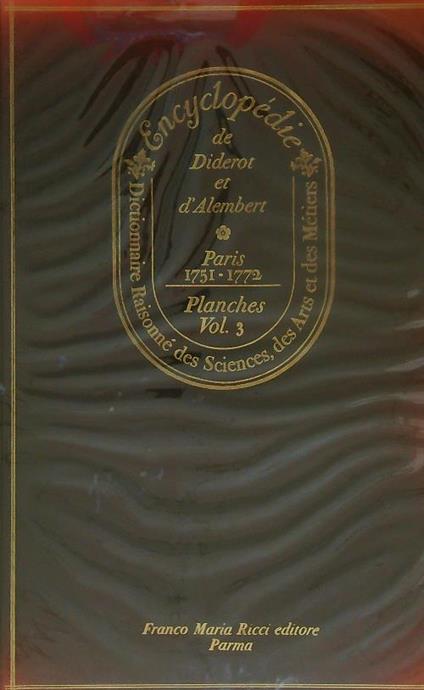 Encyclopédie
de
Diderot
et
d'Alembert
Paris
1751-1772
Planches
Vol. 3
Dictionnaire Raisonné des Sciences, des Arts et des Métiers
Franco Maria Ricci editore
Parma